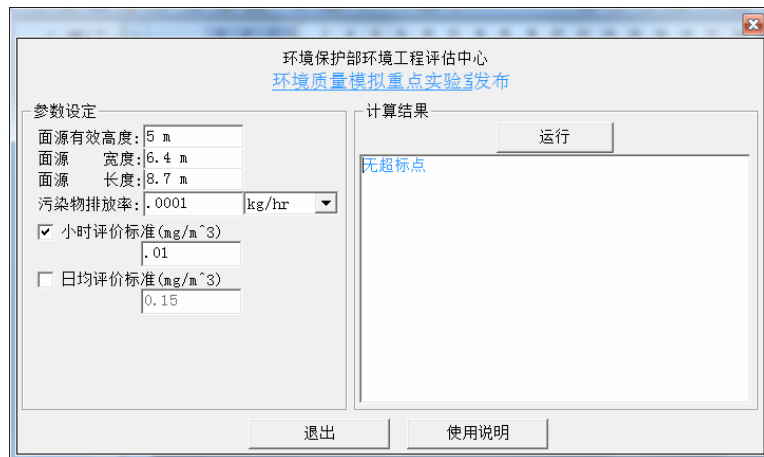 环境保护部环境工程评估中心
环境质量模拟重点实验室发布
参数设定
面源有效高度: 5 m
面源 宽度: 6.4 m
面源 长度: 8.7 m
污染物排放率: .0001 kg/hr
小时评价标准(mg/m^3)
.01
日均评价标准(mg/m^3)
0.15
计算结果
运行
无超标点
退出 使用说明